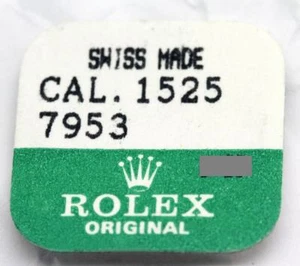 SWISS MADE
CAL. 1525
7953
ROLEX
ORIGINAL